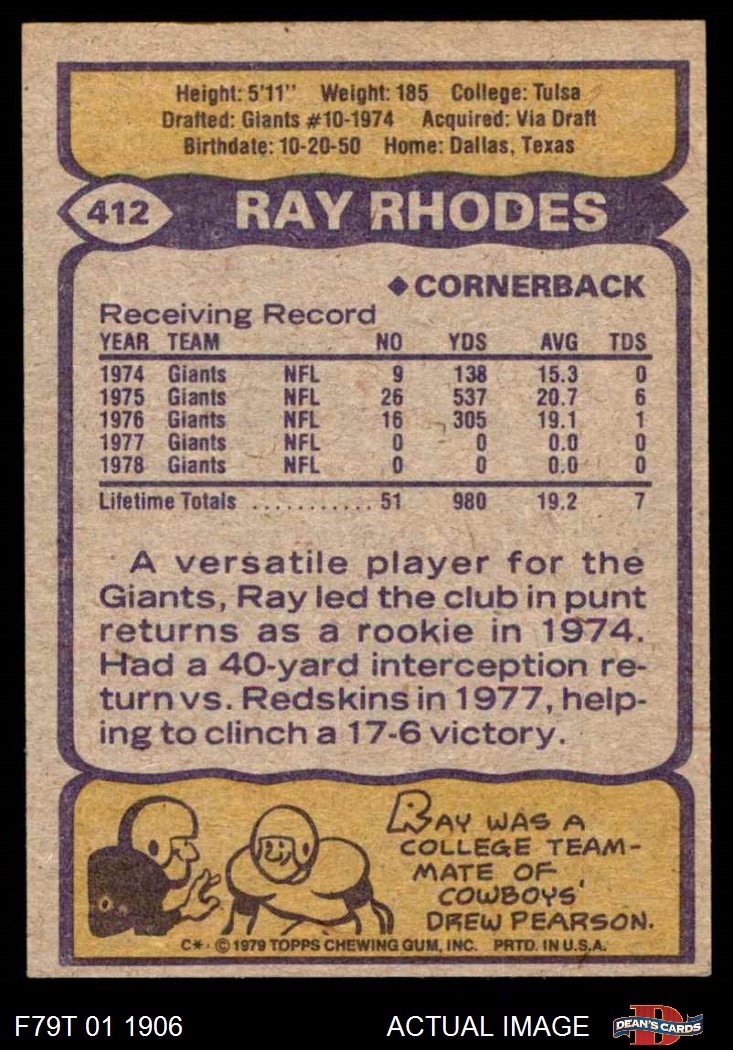 Height: 5'11" Weight: 185 College: Tulsa
Drafted: Giants #10-1974 Acquired: Via Draft
Birthdate: 10-20-50 Home: Dallas, Texas
412 RAY RHODES
◆CORNERBACK
Receiving Record
YEAR TEAM NO YDS AVG TDS
1974 Giants NFL 9 138 15.3 0
1975 Giants NFL 26 537 20.7 6
1976 Giants NFL 16 305 19.1 1
1977 Giants NFL 0 0 0.0 0
1978 Giants NFL 0 0 0.0 0
Lifetime Totals ............ 51 980 19.2 7
A versatile player for the
Giants, Ray led the club in punt
returns as a rookie in 1974.
Had a 40-yard interception re-
turn vs. Redskins in 1977, help-
ing to clinch a 17-6 victory.
RAY WAS A
COLLEGE TEAM-
MATE OF
COWBOYS'
DREW PEARSON.
C* · © 1979 TOPPS CHEWING GUM, INC. PRTD. IN U.S.A.
F79T 01 1906 ACTUAL IMAGE D DEAN'S CARDS